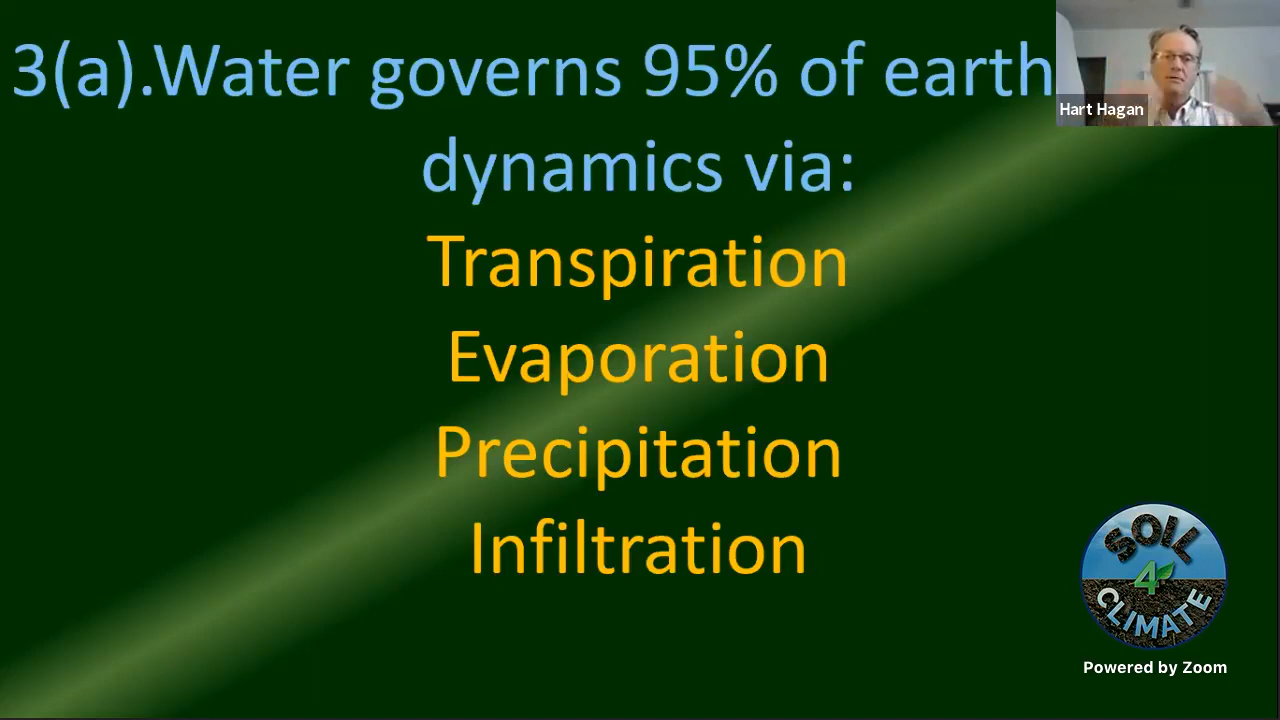 3(a).Water governs 95% of earth
dynamics via:
Transpiration
Evaporation
Precipitation
Infiltration
Hart Hagan
SOIL
4
CLIMATE
Powered by Zoom